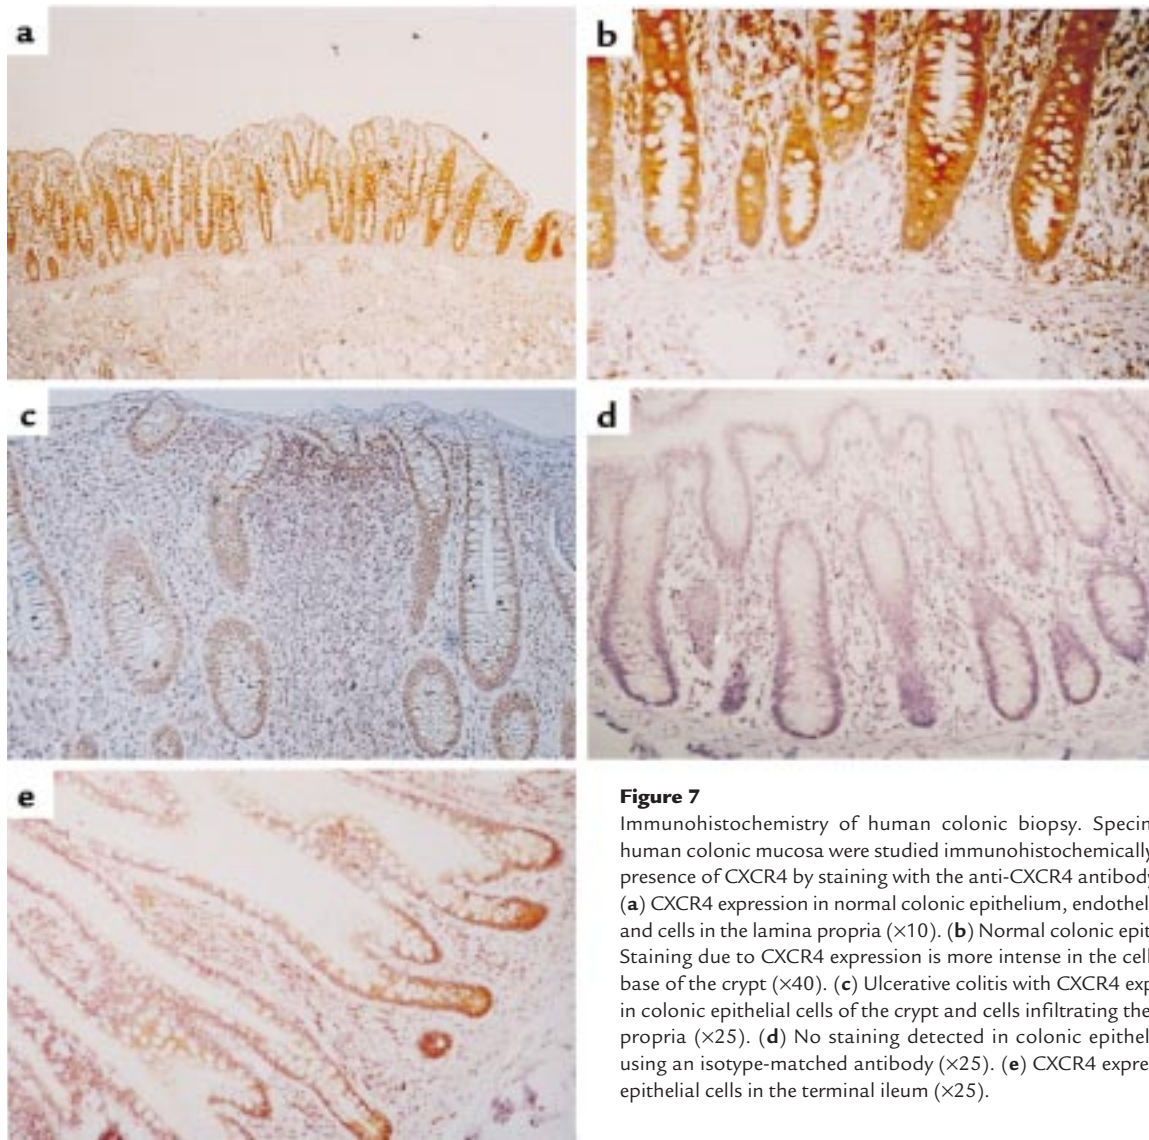 a
b
c
d
e
Figure 7
Immunohistochemistry of human colonic biopsy. Specim
human colonic mucosa were studied immunohistochemically
presence of CXCR4 by staining with the anti-CXCR4 antibody
(a) CXCR4 expression in normal colonic epithelium, endothel
and cells in the lamina propria (×10). (b) Normal colonic epit
Staining due to CXCR4 expression is more intense in the cell
base of the crypt (×40). (c) Ulcerative colitis with CXCR4 exp
in colonic epithelial cells of the crypt and cells infiltrating the
propria (×25). (d) No staining detected in colonic epithel
using an isotype-matched antibody (×25). (e) CXCR4 expre
epithelial cells in the terminal ileum (×25).